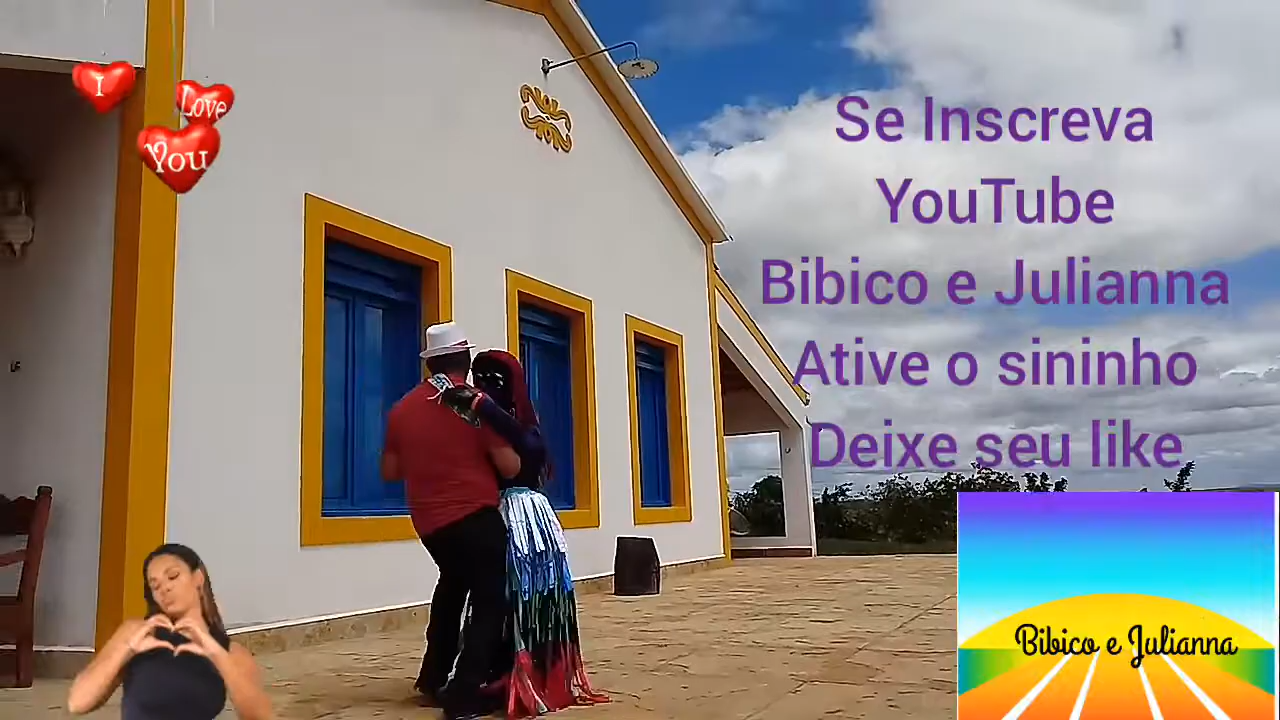 I
Love
You
Se Inscreva
YouTube
Bibico e Julianna
Ative o sininho
Deixe seu like
Bibico e Julianna